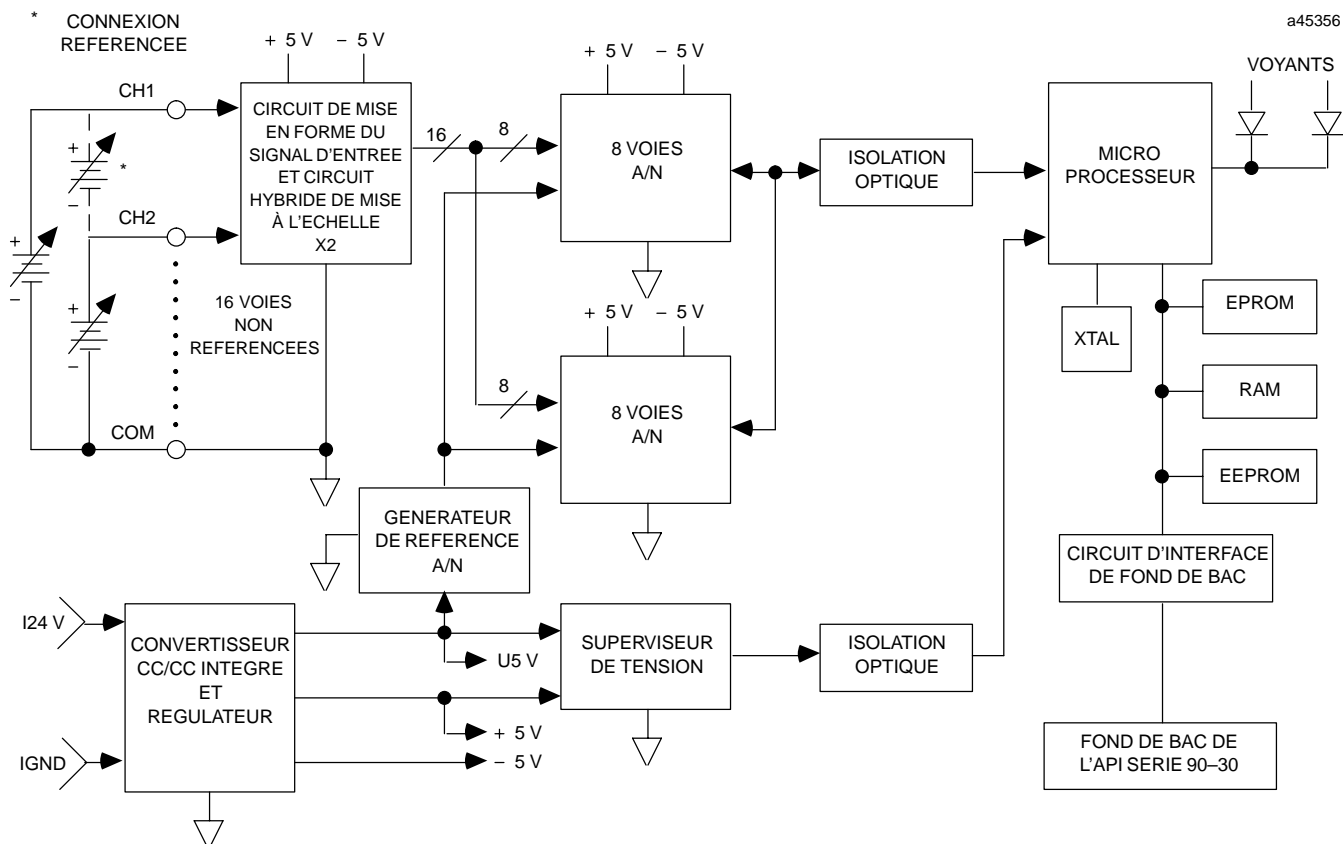 * CONNEXION
REFERENCEE
a45356
+ 5 V – 5 V
+ 5 V – 5 V
VOYANTS
CH1
CIRCUIT DE MISE
EN FORME DU
SIGNAL D'ENTREE
ET CIRCUIT
HYBRIDE DE MISE
À L'ECHELLE
X2
16
8
8 VOIES
A/N
ISOLATION
OPTIQUE
MICRO
PROCESSEUR
+
*
–
CH2
+
–
+
–
16 VOIES
NON
REFERENCEES
+ 5 V – 5 V
XTAL
EPROM
8
8 VOIES
A/N
RAM
COM
EEPROM
GENERATEUR
DE REFERENCE
A/N
CIRCUIT D'INTERFACE
DE FOND DE BAC
I24 V
CONVERTISSEUR
CC/CC INTEGRE
ET
REGULATEUR
U5 V
SUPERVISEUR
DE TENSION
ISOLATION
OPTIQUE
+ 5 V
– 5 V
IGND
FOND DE BAC DE
L'API SERIE 90–30